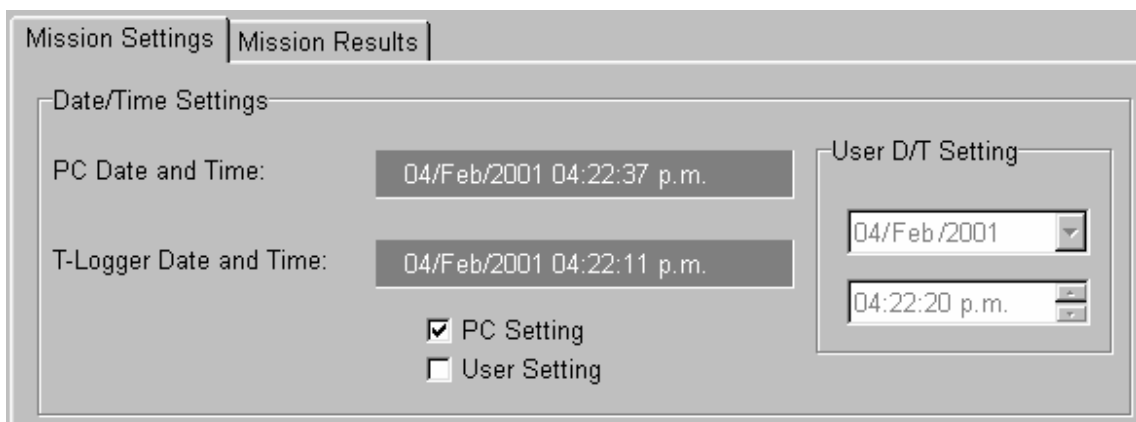 Mission Settings
Mission Results
Date/Time Settings
PC Date and Time:
04/Feb/2001 04:22:37 p.m.
T-Logger Date and Time:
04/Feb/2001 04:22:11 p.m.
PC Setting
User Setting
User D/T Setting
04/Feb/2001
04:22:20 p.m.